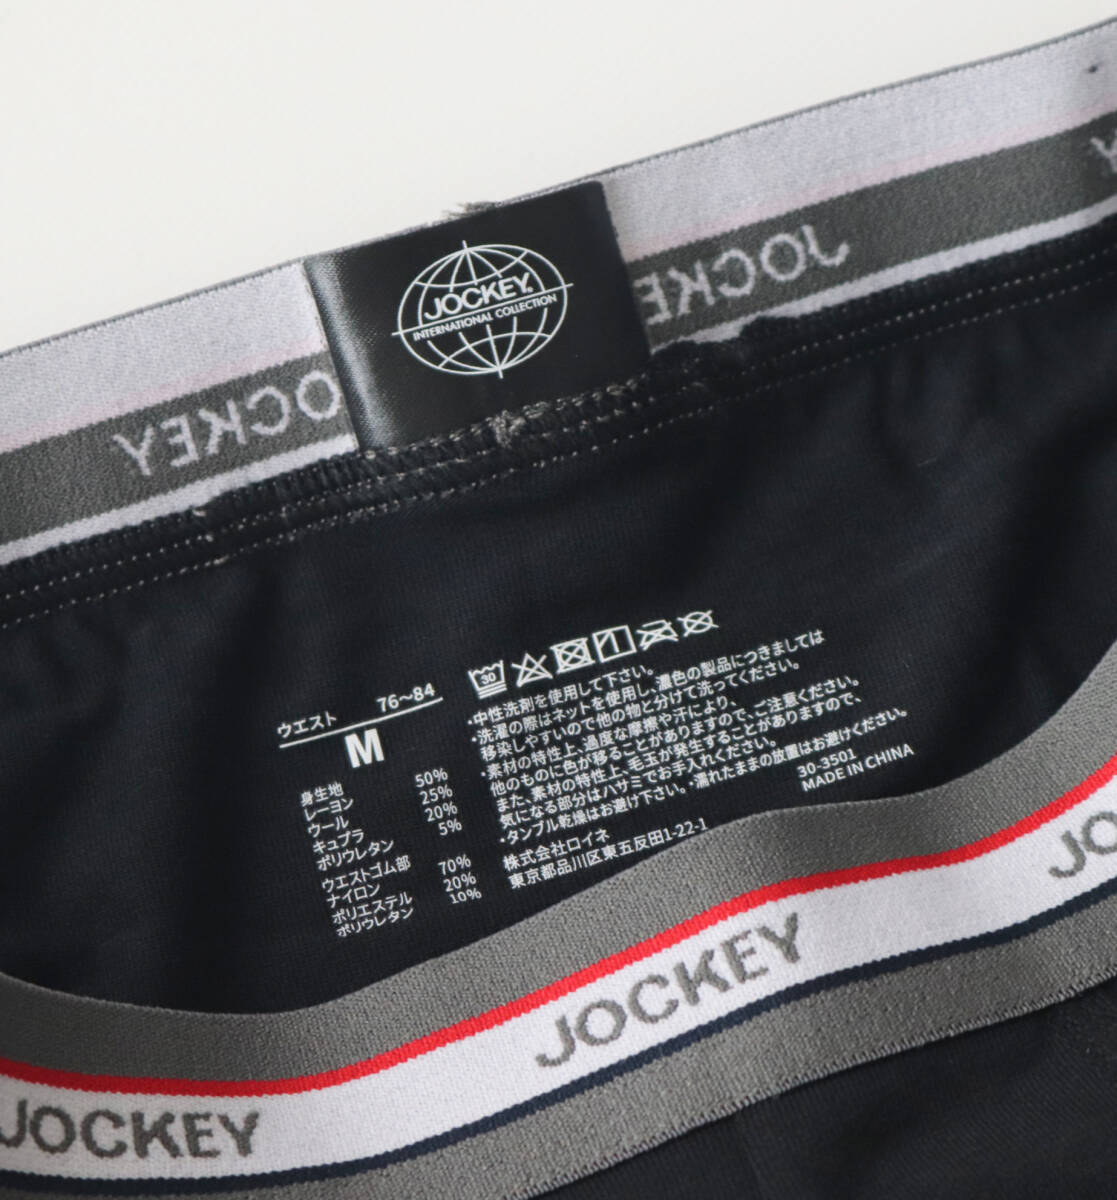 JOCKEY
INTERNATIONAL COLLECTION
JOCKEY
JOCKEY
ウエスト 76～84
M
身生地
レーヨン 50%
ウール 25%
キュプラ 20%
ポリウレタン 5%
ウエストゴム部
ナイロン 70%
ポリエステル 20%
ポリウレタン 10%
30
・中性洗剤を使用して下さい。
・洗濯の際はネットを使用し、濃色の製品につきましては
移染しやすいので他の物と分けて洗ってください。
・素材の特性上、過度な摩擦や汗により、
他のものに色が移ることがありますので、ご注意ください。
また、素材の特性上、毛玉が発生することがありますので、
気になる部分はハサミでお手入れください。
・タンブル乾燥はお避け下さい。・濡れたままの放置はお避けください。
30-3501
MADE IN CHINA
株式会社ロイネ
東京都品川区東五反田1-22-1
JO
JOCKEY
JOCKEY